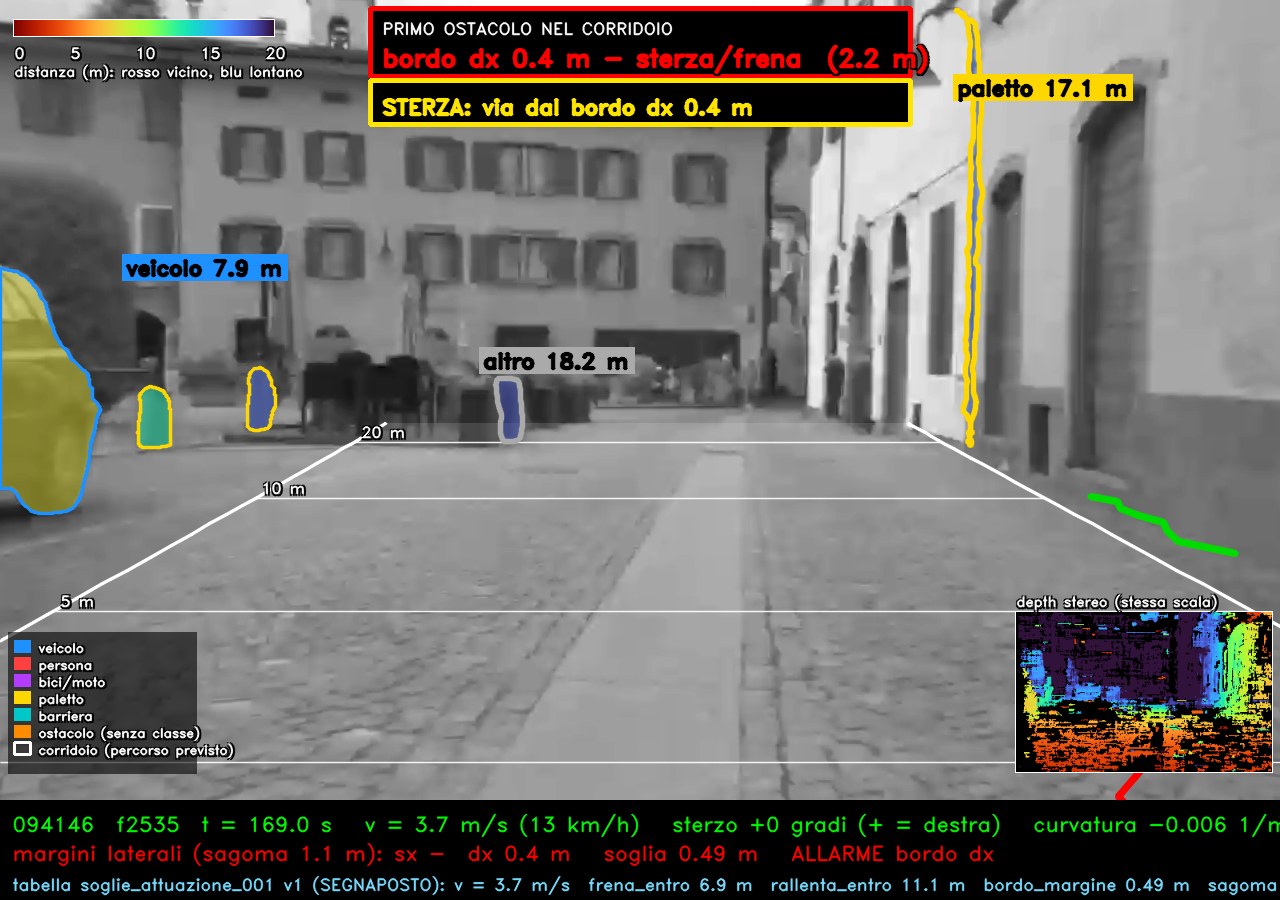 PRIMO OSTACOLO NEL CORRIDOIO
bordo dx 0.4 m - sterza/frena (2.2 m)
STERZA: via dal bordo dx 0.4 m
0 5 10 15 20
distanza (m): rosso vicino, blu lontano
paletto 17.1 m
veicolo 7.9 m
altro 18.2 m
20 m
10 m
5 m
depth stereo (stessa scala)
veicolo
persona
bici/moto
paletto
barriera
ostacolo (senza classe)
corridoio (percorso previsto)
094146 f2535 t = 169.0 s v = 3.7 m/s (13 km/h) sterzo +0 gradi (+ = destra) curvatura -0.006 1/m
margini laterali (sagoma 1.1 m): sx - dx 0.4 m soglia 0.49 m ALLARME bordo dx
tabella soglie_attuazione_001 v1 (SEGNAPOSTO): v = 3.7 m/s frena_entro 6.9 m rallenta_entro 11.1 m bordo_margine 0.49 m sagoma